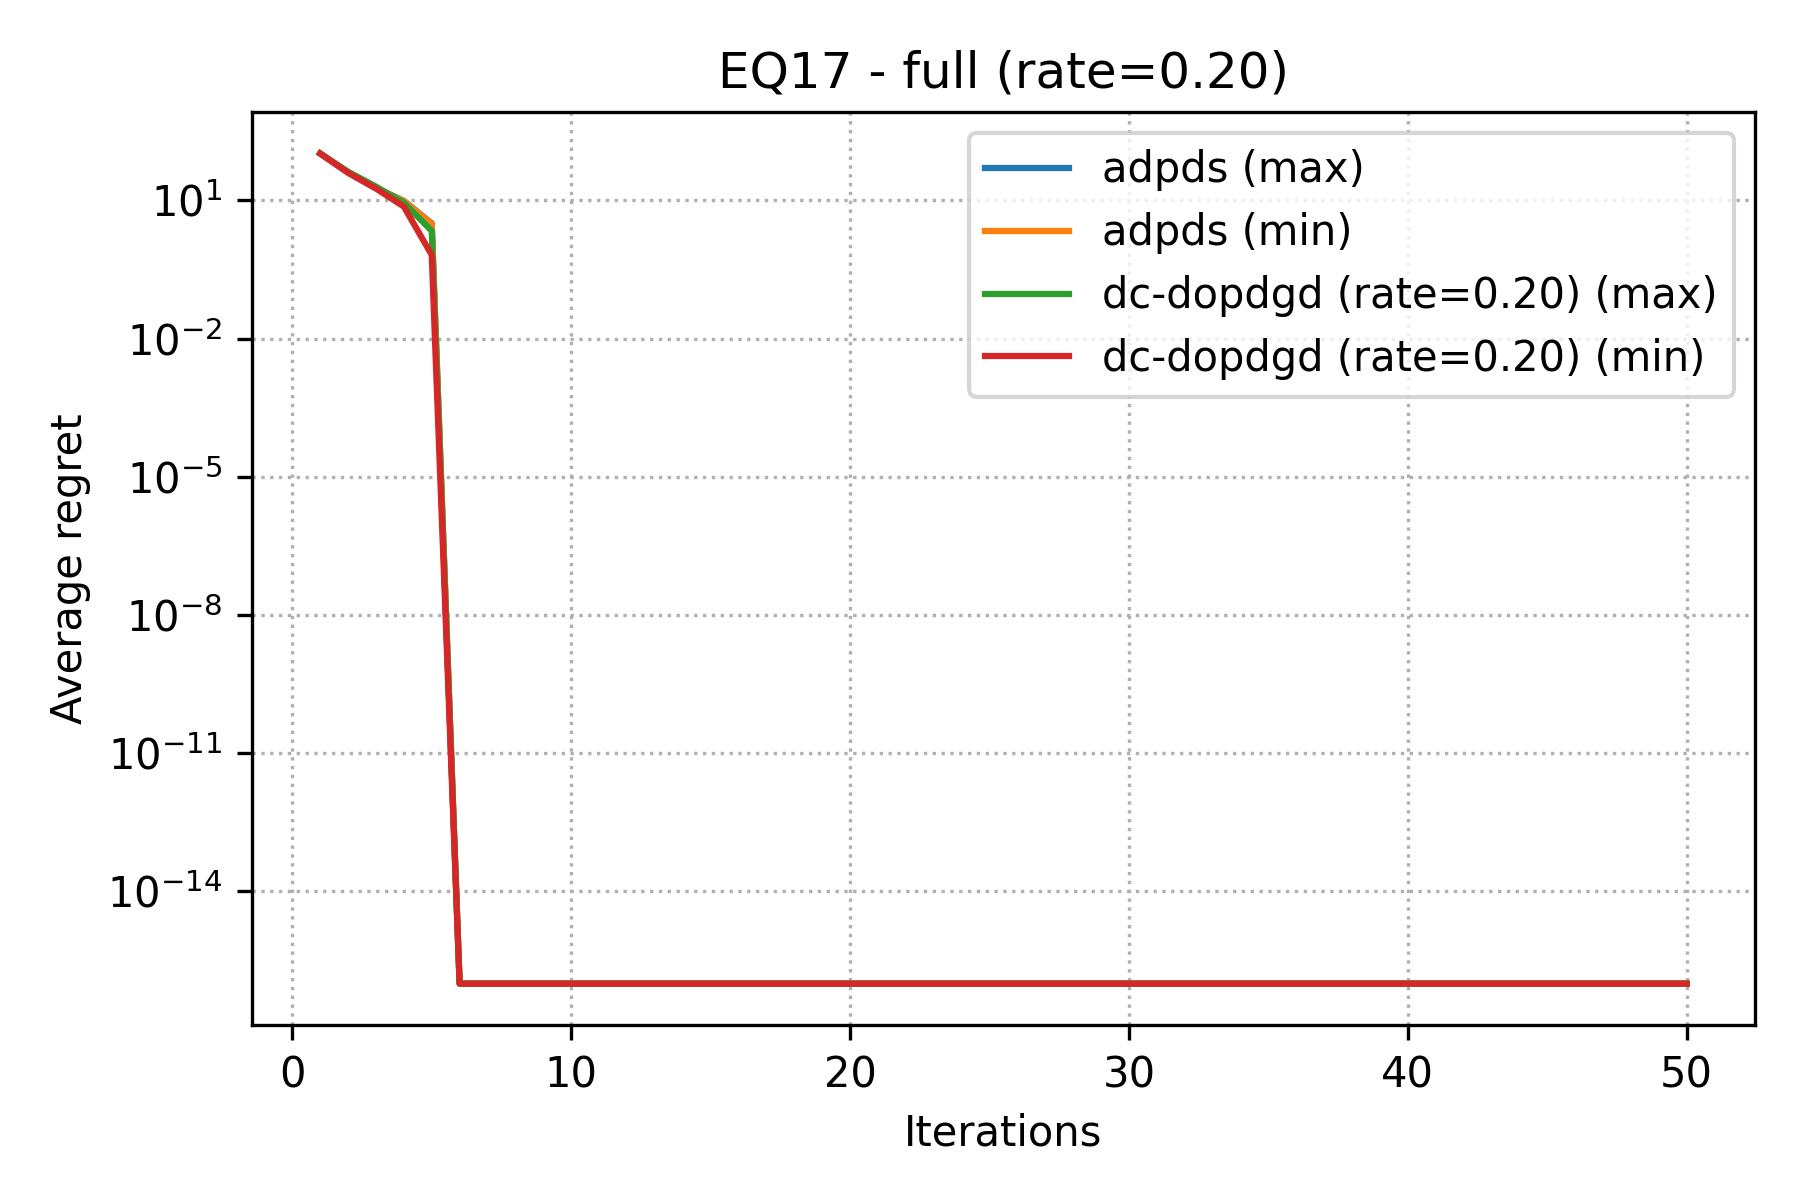 EQ17 - full (rate=0.20)
adpds (max)
adpds (min)
dc-dopdgd (rate=0.20) (max)
dc-dopdgd (rate=0.20) (min)
Average regret
10¹
10⁻²
10⁻⁵
10⁻⁸
10⁻¹¹
10⁻¹⁴
0 10 20 30 40 50
Iterations